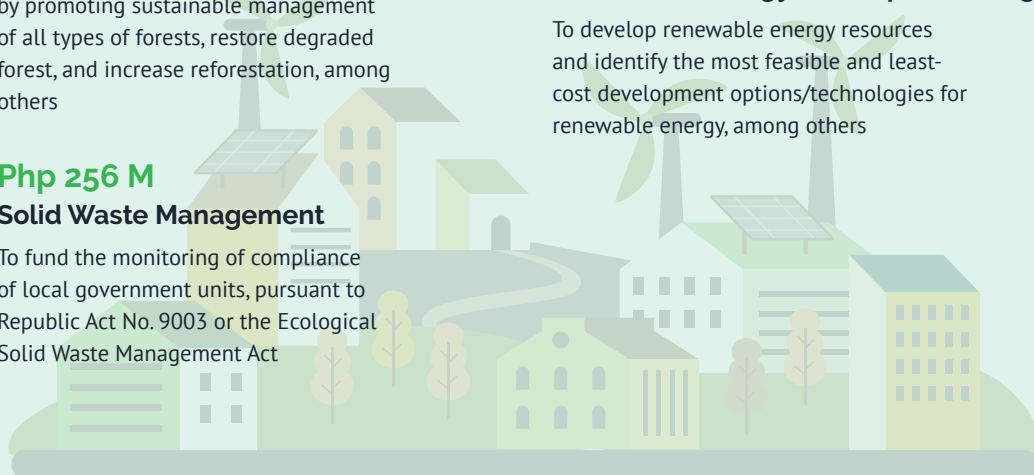 by promoting sustainable management
of all types of forests, restore degraded
forest, and increase reforestation, among
others
Php 256 M
Solid Waste Management
To fund the monitoring of compliance
of local government units, pursuant to
Republic Act No. 9003 or the Ecological
Solid Waste Management Act
To develop renewable energy resources
and identify the most feasible and least-
cost development options/technologies for
renewable energy, among others